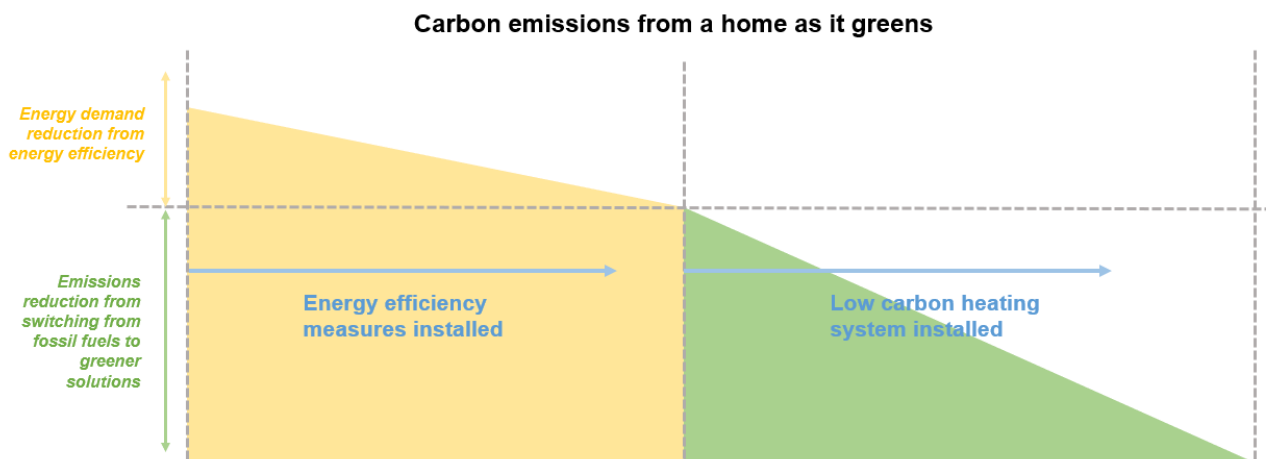 Carbon emissions from a home as it greens
Energy demand
reduction from
energy efficiency
Emissions
reduction from
switching from
fossil fuels to
greener
solutions
Energy efficiency
measures installed
Low carbon heating
system installed